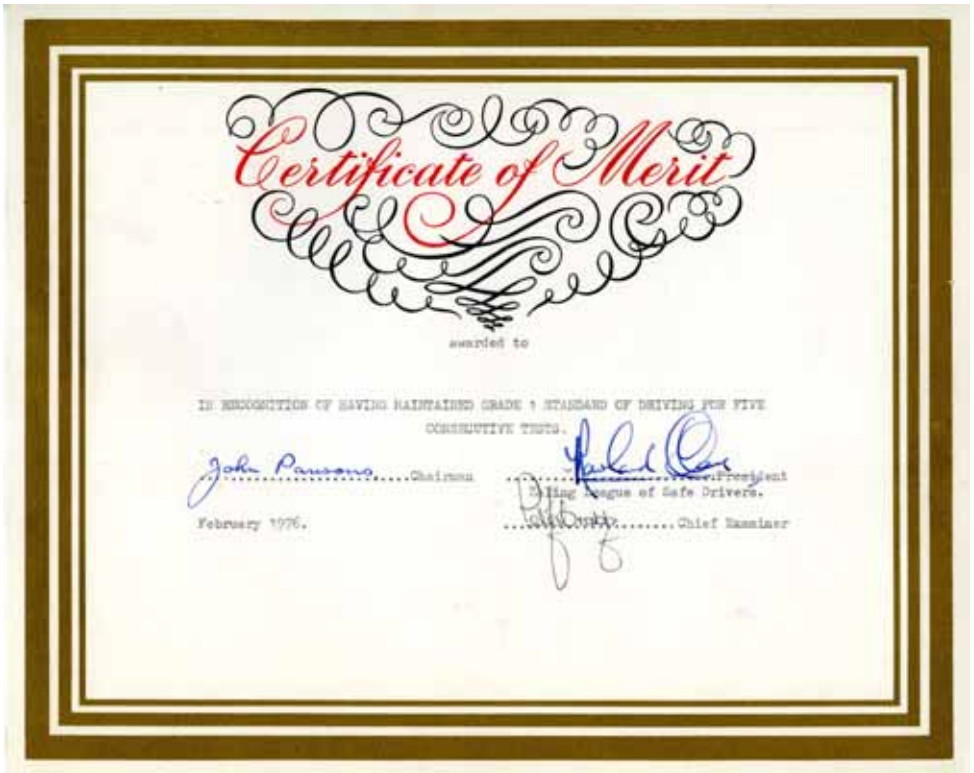 Certificate of Merit
awarded to
IN RECOGNITION OF HAVING MAINTAINED GRADE 1 STANDARD OF DRIVING FOR FIVE
CONSECUTIVE TESTS.
John Parsons ........Chairman
........President
Ealing League of Safe Drivers.
February 1976.
........Chief Examiner